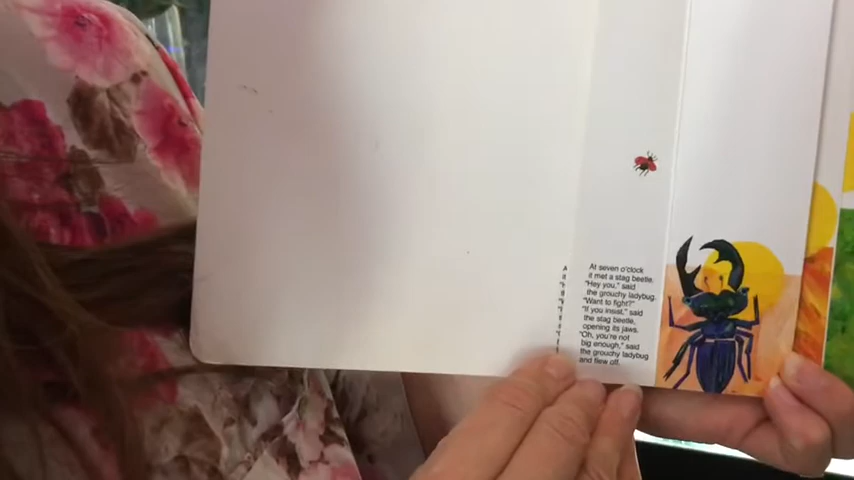 At seven o'clock
it met a stag beetle.
"Hey you," said
the grouchy ladybug.
"Want to fight?"
"If you insist," said
the stag beetle,
opening its jaws.
"Oh, you're not
big enough," said
the grouchy ladybug
and flew off.